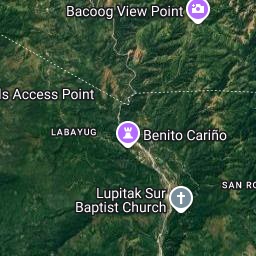 Bacoog View Point
ls Access Point
LABAYUG
Benito Cariño
Lupitak Sur
Baptist Church
SAN RO